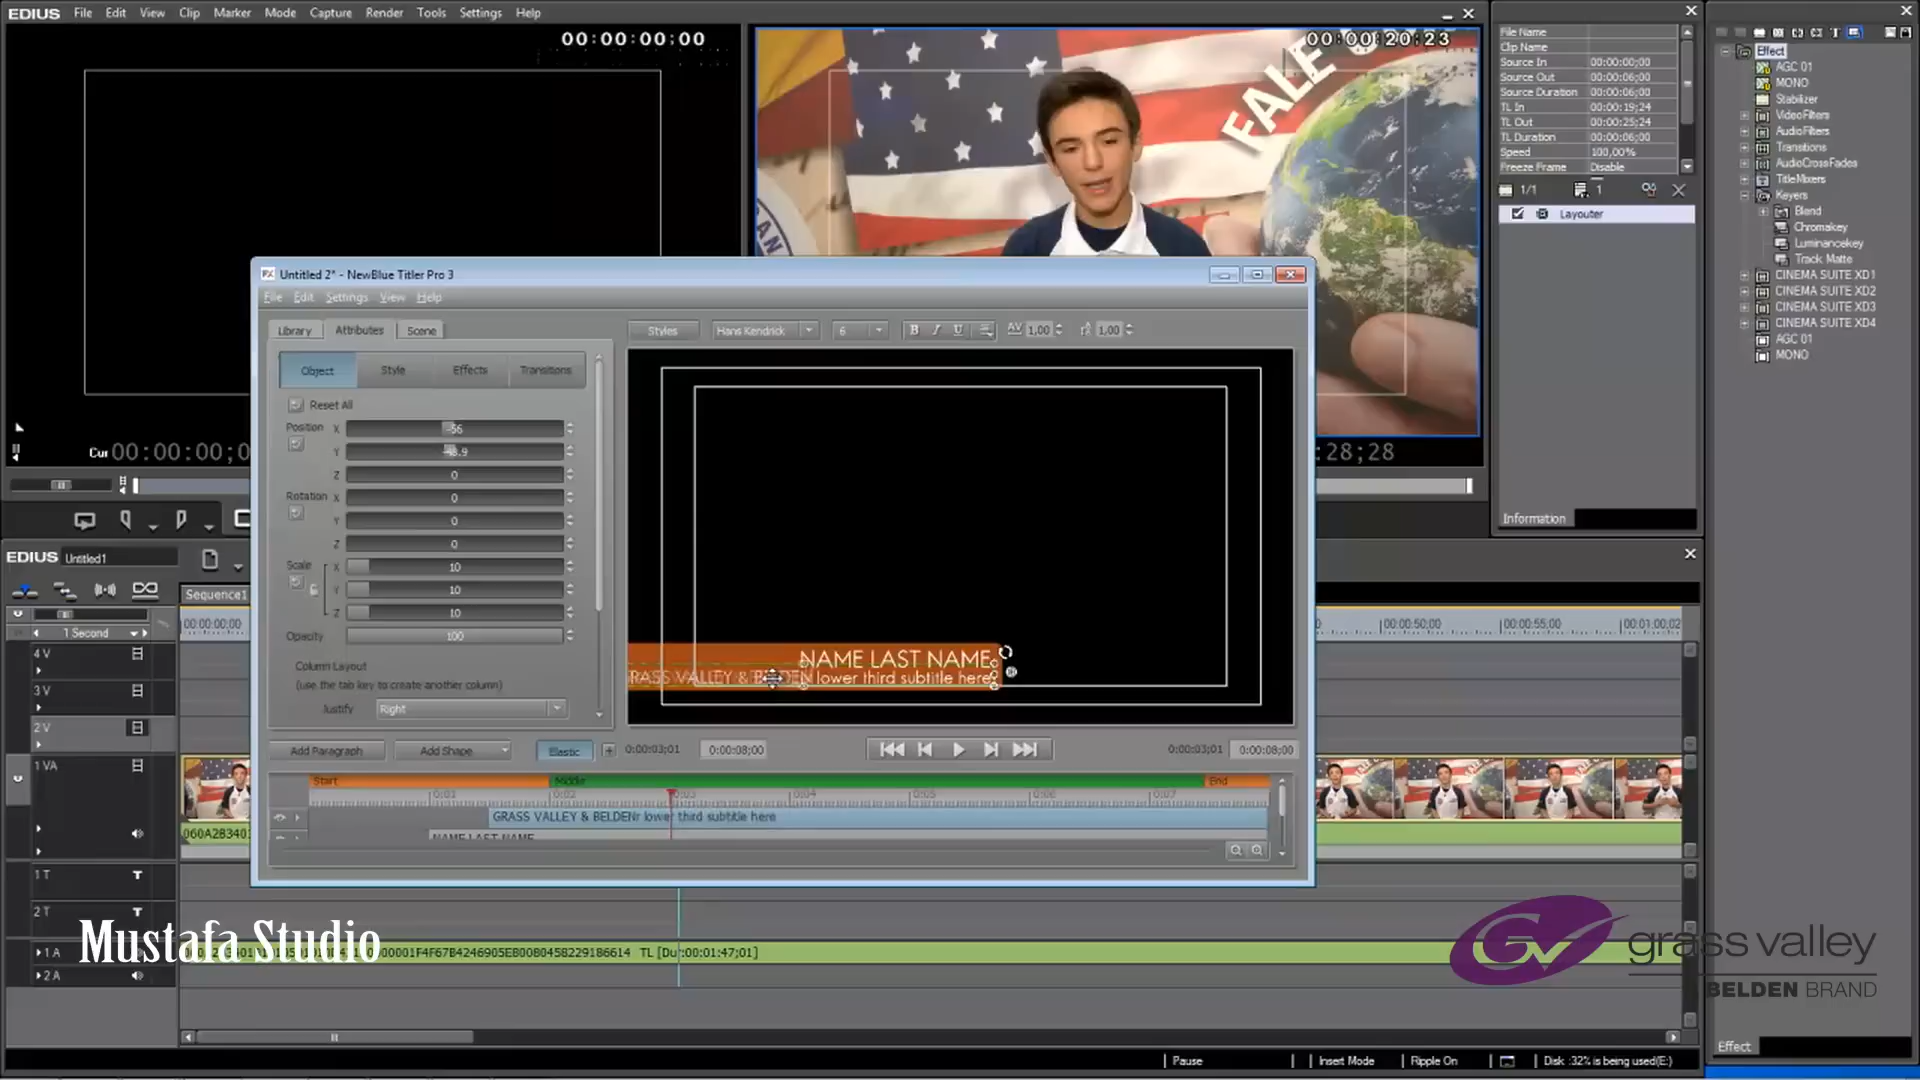 EDIUS File Edit View Clip Marker Mode Capture Render Tools Settings Help
00:00:00;00
00:00:20;23
FALE
Cur 00:00:00;0
:28;28
File Name
Clip Name
Source In 00:00:00;00
Source Out 00:00:06;00
Source Duration 00:00:06;00
TL In 00:00:19;24
TL Out 00:00:25;24
TL Duration 00:00:06;00
Speed 100,00%
Freeze Frame Disable
1/1 1
Layouter
Information
Effect
AGC 01
MONO
Stabilizer
VideoFilters
AudioFilters
Transitions
AudioCrossFades
TitleMixers
Keyers
Blend
Chromakey
Luminancekey
Track Matte
CINEMA SUITE XD1
CINEMA SUITE XD2
CINEMA SUITE XD3
CINEMA SUITE XD4
AGC 01
MONO
Effect
Untitled 2* - NewBlue Titler Pro 3
File Edit Settings View Help
Library Attributes Scene
Styles Hans Kendrick 6 B I U AV 1,00 1,00
Object Style Effects Transitions
Reset All
Position X -56
Y
Z 0
Rotation X 0
Y 0
Z 0
Scale X 10
Y 10
Z 10
Opacity 100
Column Layout
(use the tab key to create another column)
Justify Right
Add Paragraph Add Shape Elastic
NAME LAST NAME
GRASS VALLEY & BELDEN lower third subtitle here
0:00:03;01 0:00:08;00
0:00:03;01 0:00:08;00
Start Middle End
0:01 0:02 0:03 0:04 0:05 0:06 0:07
GRASS VALLEY & BELDENr lower third subtitle here
NAME LAST NAME
EDIUS Untitled1
Sequence1
1 Second
00:00:00;00
00:00:50;00 00:00:55;00 00:01:00;02
4 V
3 V
2 V
1 VA
1 T T
2 T T
1 A
2 A
TL [Dur:00:01:47;01]
Mustafa Studio
GV grass valley
BELDEN BRAND
Pause Insert Mode Ripple On Disk :32% is being used(E:)